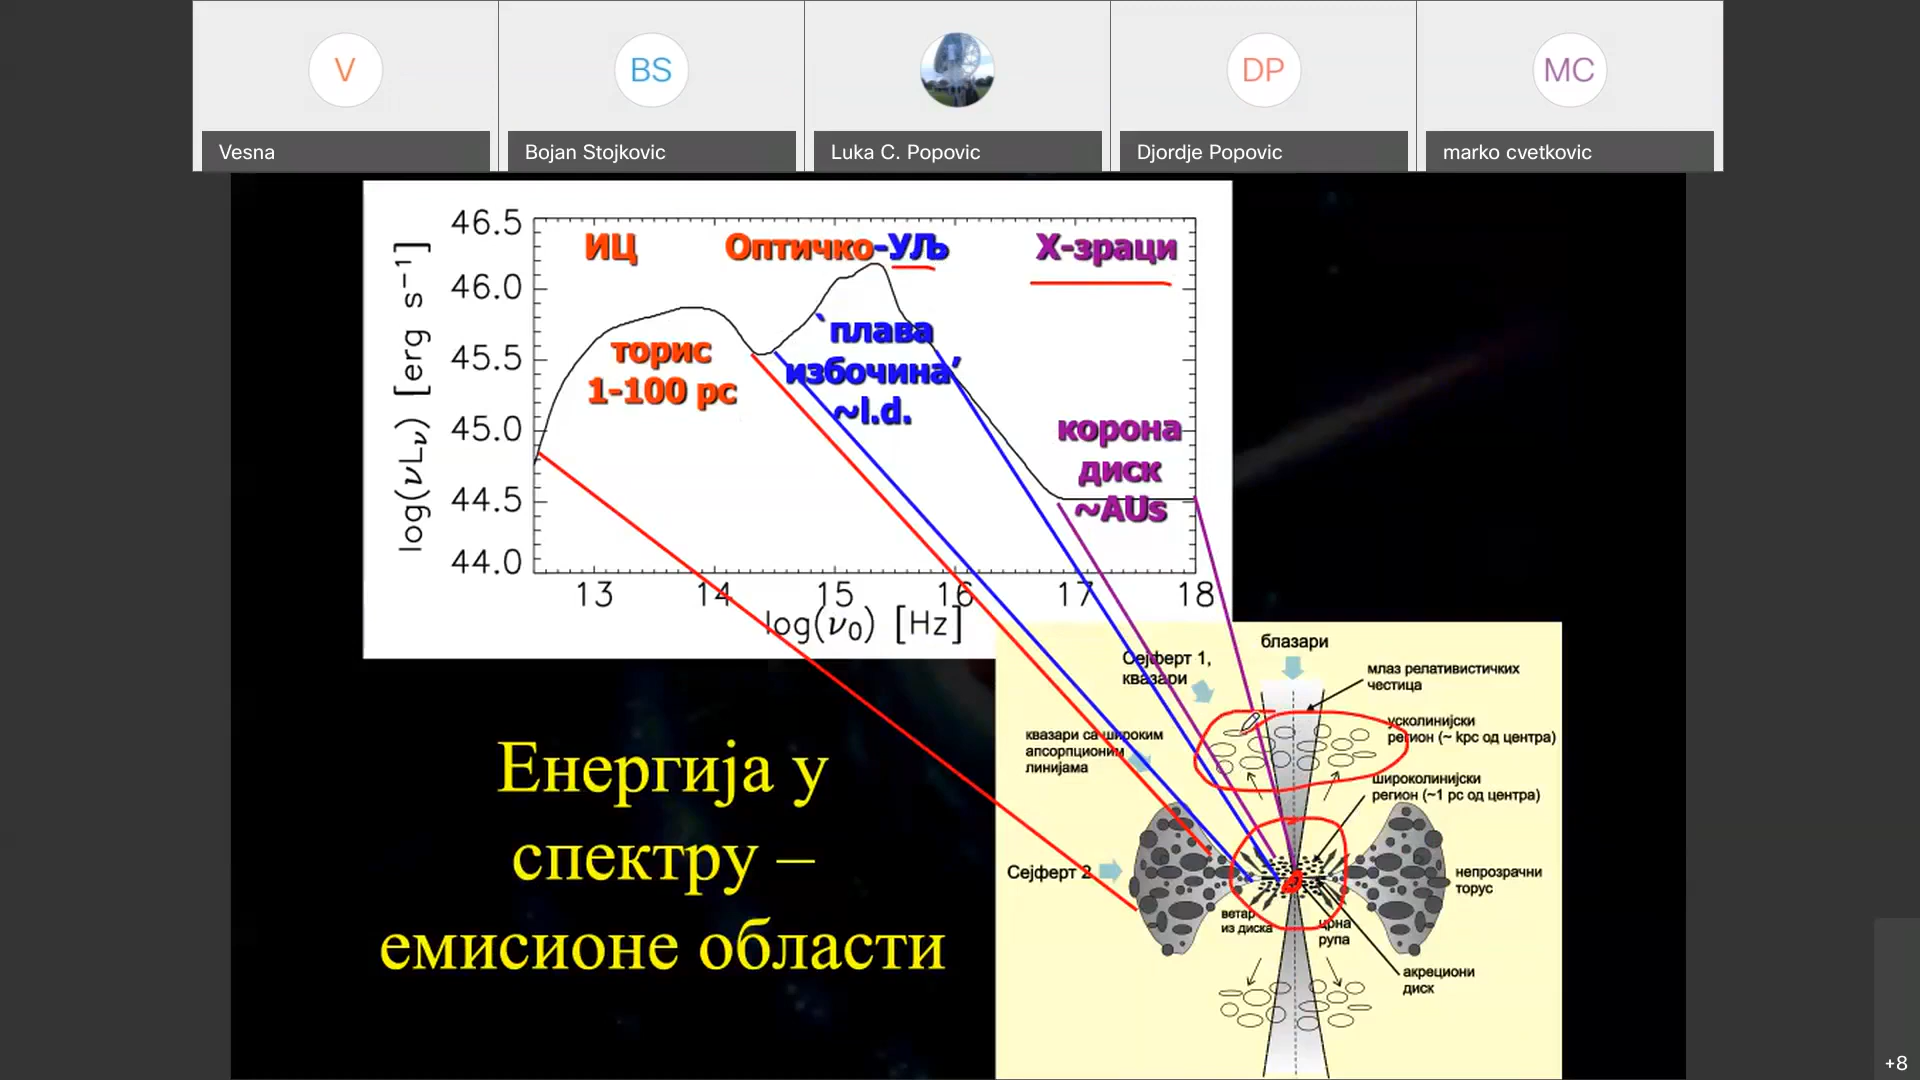 V
BS
DP
MC
Vesna
Bojan Stojkovic
Luka C. Popovic
Djordje Popovic
marko cvetkovic
log(νLν) [erg s⁻¹]
46.5
46.0
45.5
45.0
44.5
44.0
ИЦ
Оптичко-УЉ
Х-зраци
торис
1-100 pc
`плава
избочина’
~l.d.
корона
диск
~AUs
13 14 15 16 17 18
log(ν₀) [Hz]
Енергија у
спектру –
емисионе области
блазари
Сејферт 1,
квазари
млаз релативистичких
честица
усколинијски
регион (~ kpc од центра)
квазари са широким
апсорпционим
линијама
широколинијски
регион (~1 pc од центра)
Сејферт 2
непрозрачни
торус
ветар
из диска
црна
рупа
акрециони
диск
+8